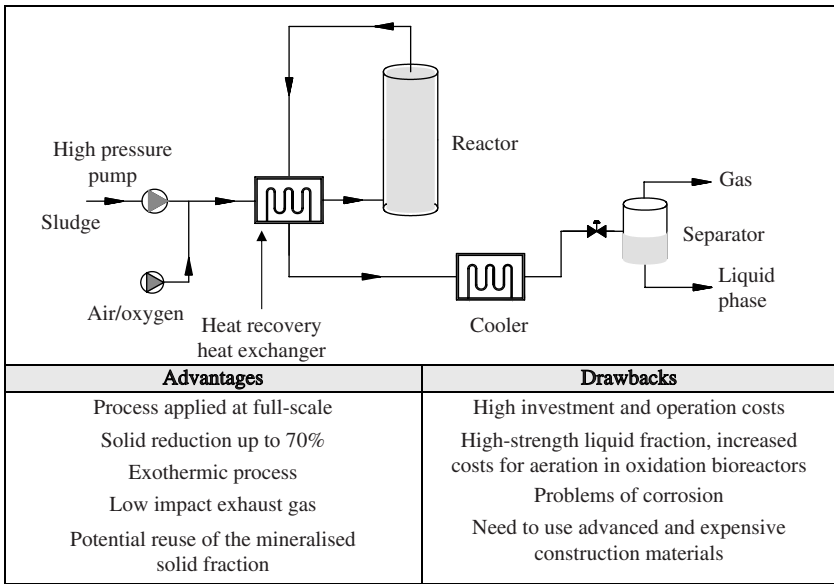 High pressure
pump
Sludge
Air/oxygen
Heat recovery
heat exchanger
Reactor
Cooler
Gas
Separator
Liquid
phase
Advantages
Process applied at full-scale
Solid reduction up to 70%
Exothermic process
Low impact exhaust gas
Potential reuse of the mineralised
solid fraction
Drawbacks
High investment and operation costs
High-strength liquid fraction, increased
costs for aeration in oxidation bioreactors
Problems of corrosion
Need to use advanced and expensive
construction materials